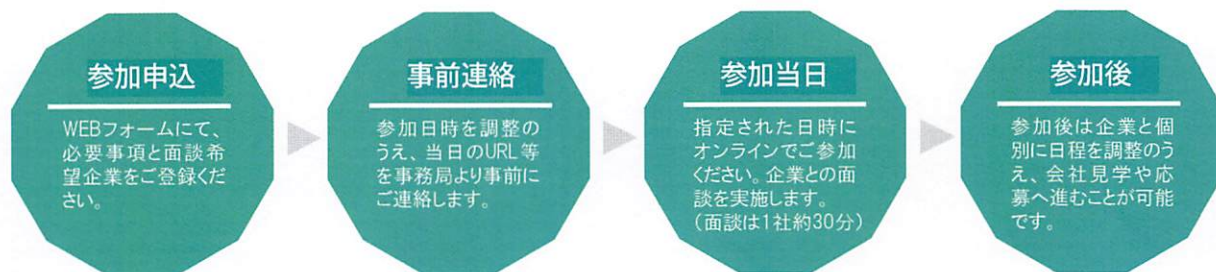 参加申込
WEBフォームにて、
必要事項と面談希
望企業をご登録くだ
さい。
事前連絡
参加日時を調整の
うえ、当日のURL等
を事務局より事前に
ご連絡します。
参加当日
指定された日時に
オンラインでご参加
ください。企業との面
談を実施します。
(面談は1社約30分)
参加後
参加後は企業と個
別に日程を調整のう
え、会社見学や応
募へ進むことが可能
です。